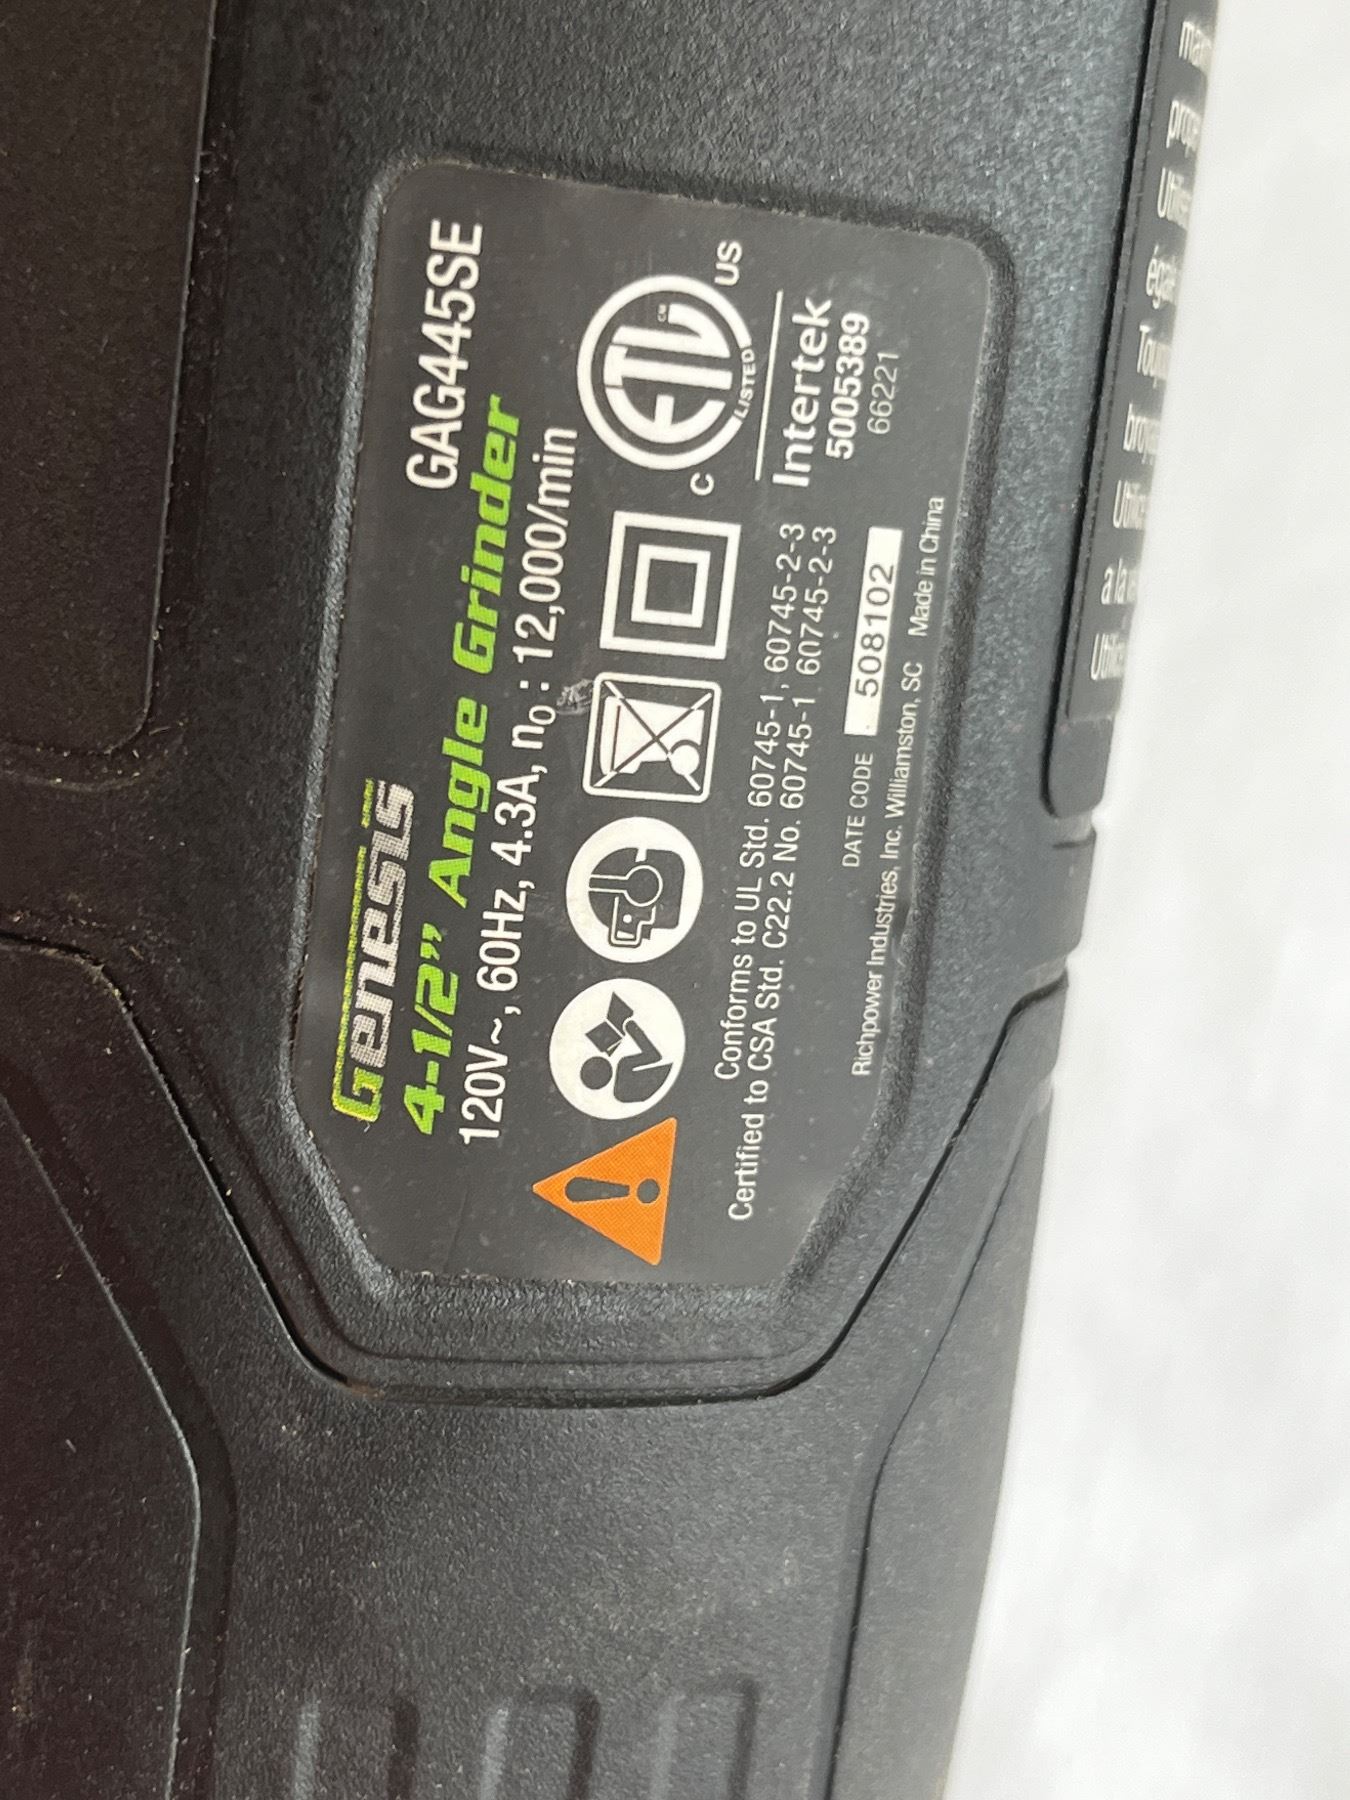 Genesis
GAG445SE
4-1/2” Angle Grinder
120V~, 60Hz, 4.3A, n0 : 12,000/min
C ETL CM LISTED US
Intertek
5005389
66221
Conforms to UL Std. 60745-1, 60745-2-3
Certified to CSA Std. C22.2 No. 60745-1 60745-2-3
DATE CODE 508102
Richpower Industries, Inc. Williamston, SC Made in China